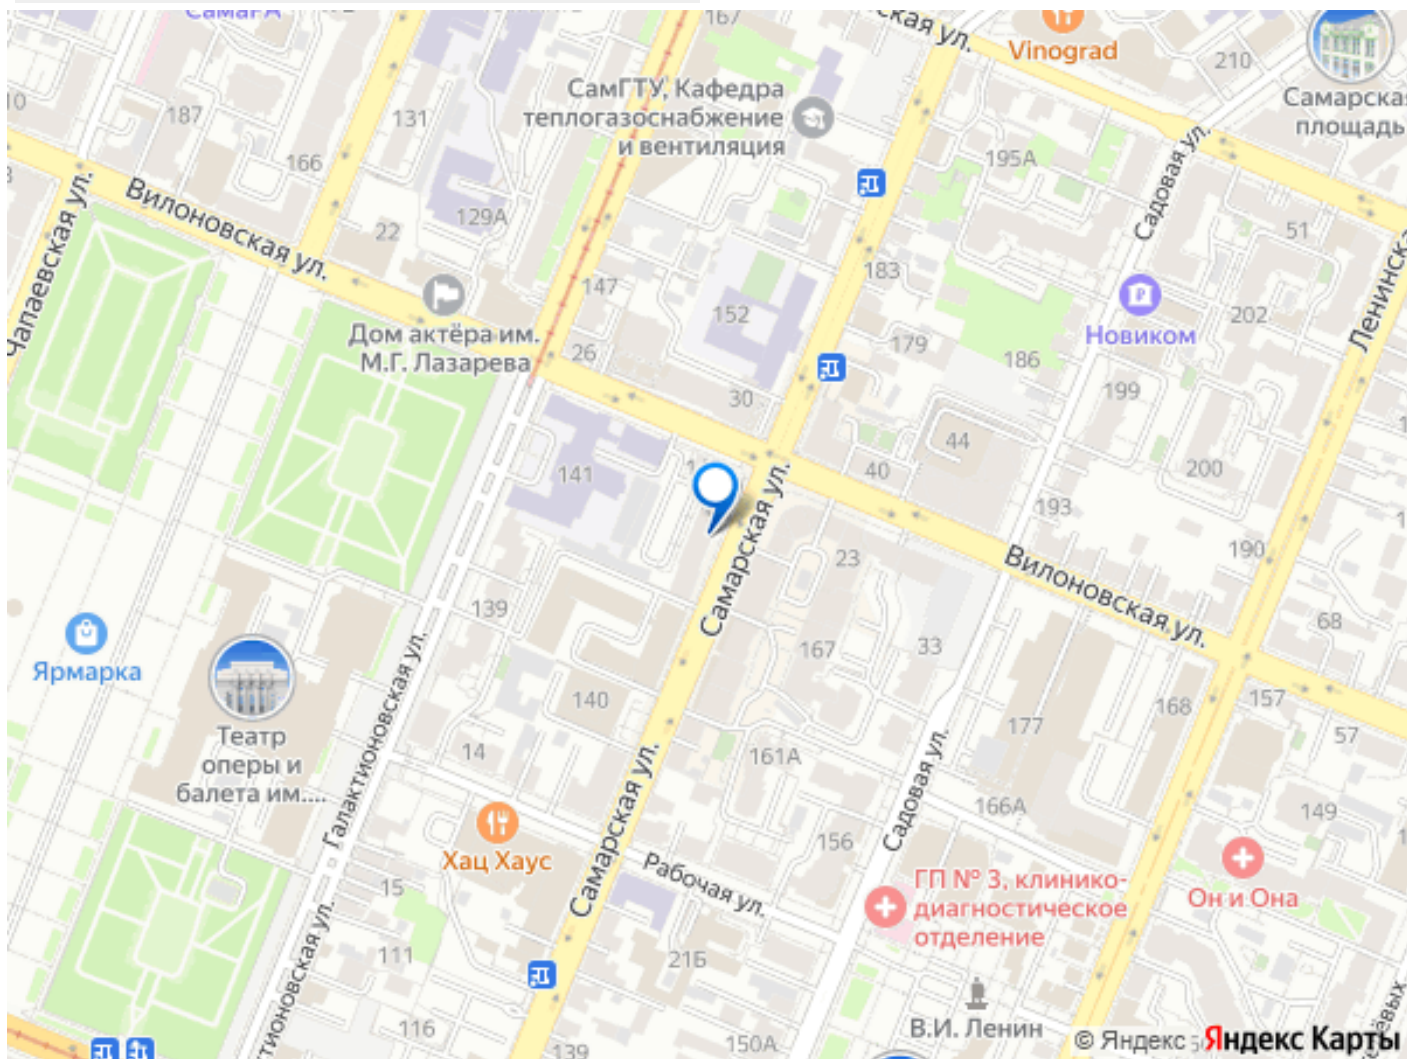 СамГТУ, Кафедра
теплогазоснабжение
и вентиляция
167
Vinograd
210
Самарская
площадь
10
187
131
166
195А
Садовая ул.
Вилоновская ул.
129А
22
51
183
Чапаевская ул.
147
152
Дом актёра им.
М.Г. Лазарева
26
Новиком
202
179
186
199
30
44
40
200
141
193
Самарская ул.
23
190
Вилоновская ул.
139
68
33
167
Ярмарка
Театр
оперы и
балета им....
Галактионовская ул.
140
168
157
177
57
14
161А
Самарская ул.
Садовая ул.
166А
149
156
Хац Хаус
Рабочая ул.
15
ГП № 3, клинико-
диагностическое
отделение
Он и Она
111
21Б
116
В.И. Ленин
150А
139
© Яндекс
Яндекс Карты